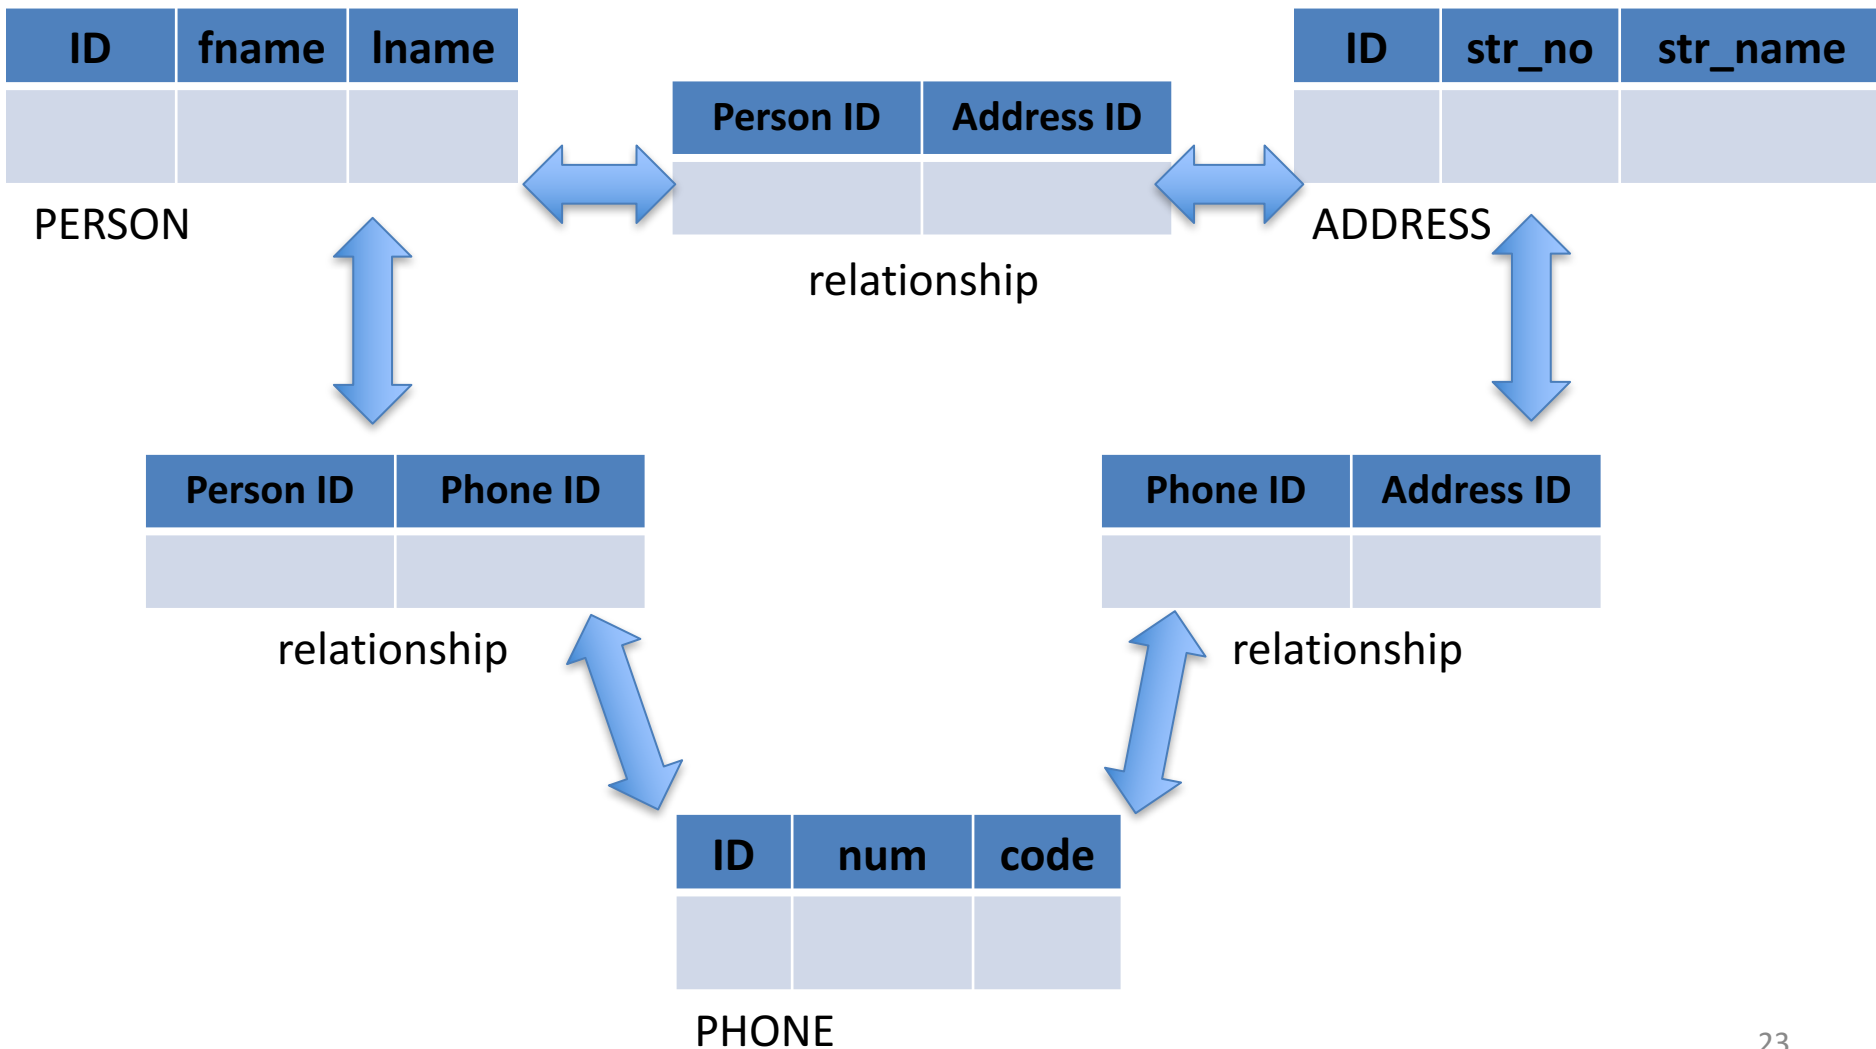 ID fname lname
PERSON
Person ID Address ID
relationship
ID str_no str_name
ADDRESS
Person ID Phone ID
relationship
Phone ID Address ID
relationship
ID num code
PHONE
23